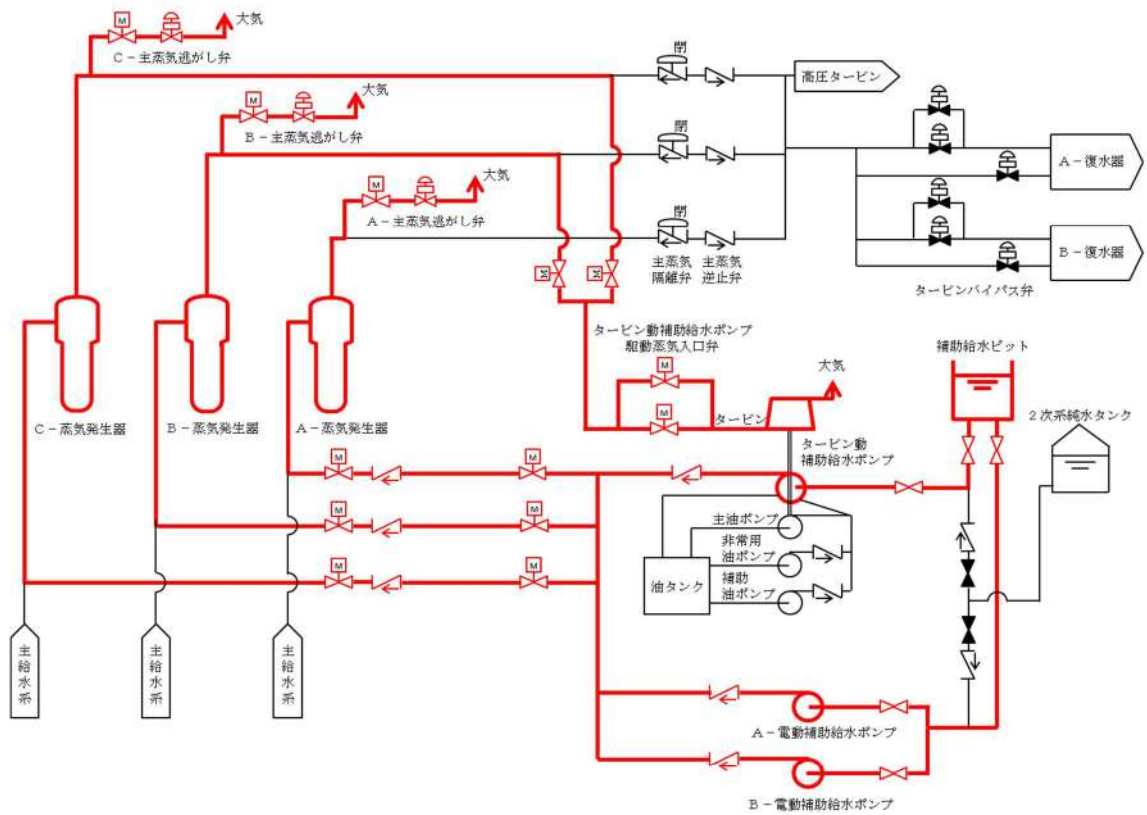 大気
M
C－主蒸気逃がし弁
大気
M
B－主蒸気逃がし弁
大気
M
A－主蒸気逃がし弁
閉
閉
閉
主蒸気
隔離弁
主蒸気
逆止弁
高圧タービン
A－復水器
B－復水器
タービンバイパス弁
M
M
C－蒸気発生器
B－蒸気発生器
A－蒸気発生器
タービン動補助給水ポンプ
駆動蒸気入口弁
M
M
タービン
大気
タービン動
補助給水ポンプ
補助給水ピット
2次系純水タンク
M
M
M
M
M
M
主油ポンプ
非常用
油ポンプ
補助
油ポンプ
油タンク
主給水系
主給水系
主給水系
A－電動補助給水ポンプ
B－電動補助給水ポンプ